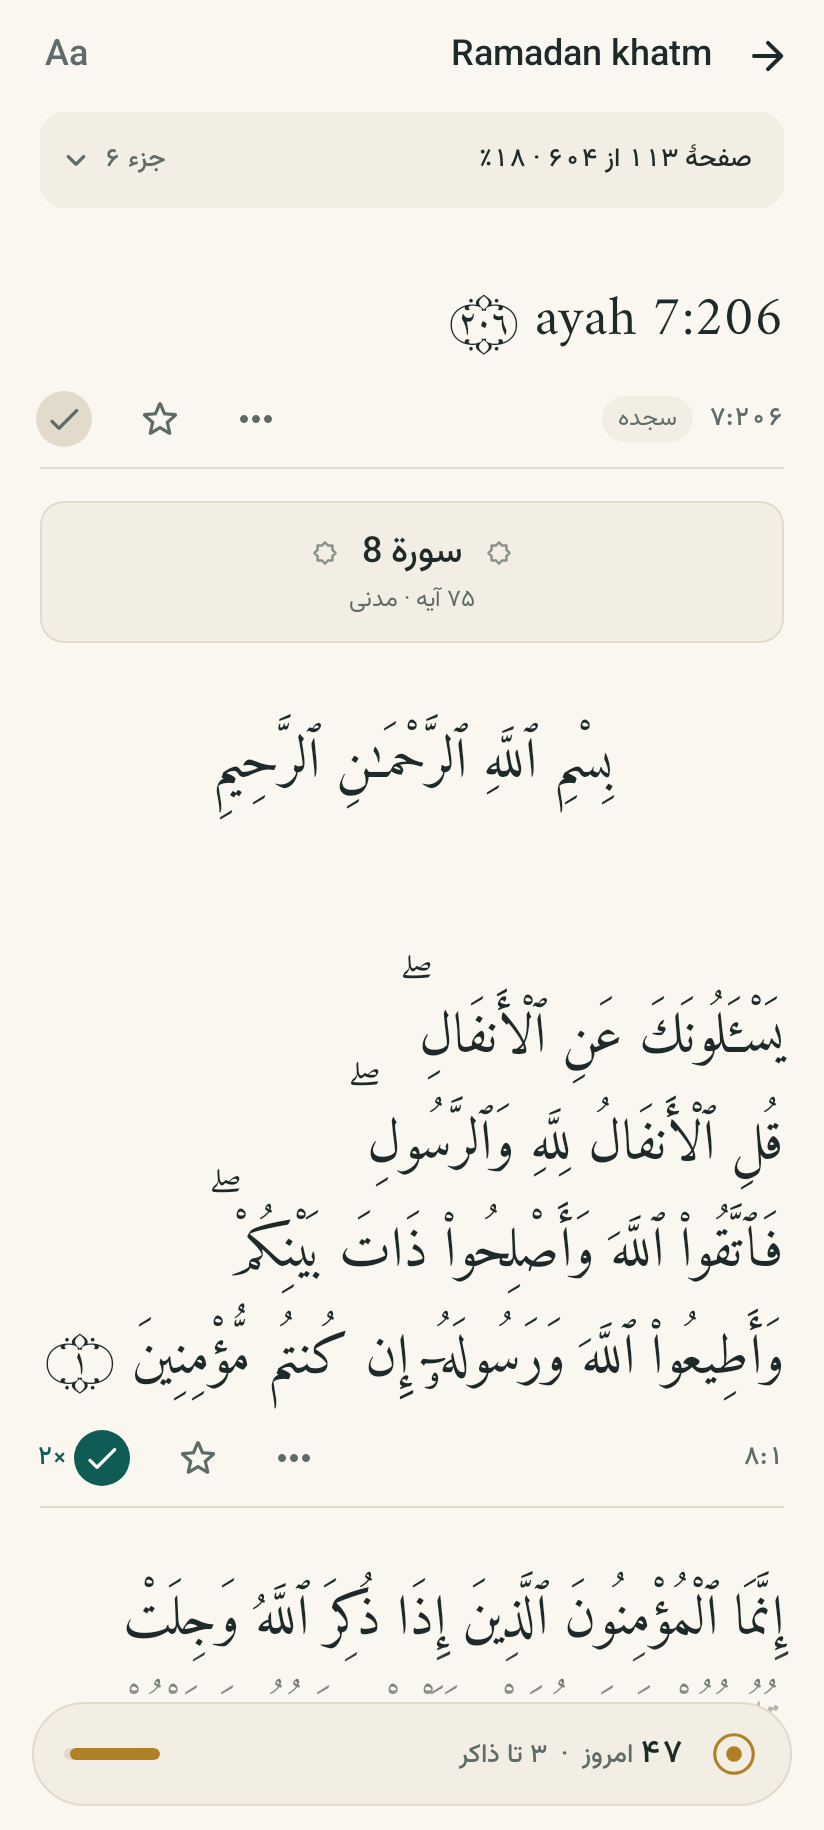 Ramadan khatm
Aa
صفحهٔ ۱۱۳ از ۶۰۴ · ۱۸٪
جزء ۶
ayah 7:206 ٢٠٦
۷:۲۰۶ سجده
سورة 8
۷۵ آیه · مدنی
بِسْمِ ٱللَّهِ ٱلرَّحْمَـٰنِ ٱلرَّحِيمِ
يَسْـَٔلُونَكَ عَنِ ٱلْأَنفَالِ ۖ
قُلِ ٱلْأَنفَالُ لِلَّهِ وَٱلرَّسُولِ ۖ
فَٱتَّقُوا۟ ٱللَّهَ وَأَصْلِحُوا۟ ذَاتَ بَيْنِكُمْ ۖ
وَأَطِيعُوا۟ ٱللَّهَ وَرَسُولَهُۥٓ إِن كُنتُم مُّؤْمِنِينَ ١
۸:۱
۲×
إِنَّمَا ٱلْمُؤْمِنُونَ ٱلَّذِينَ إِذَا ذُكِرَ ٱللَّهُ وَجِلَتْ
۴۷ امروز · ۳ تا ذاکر